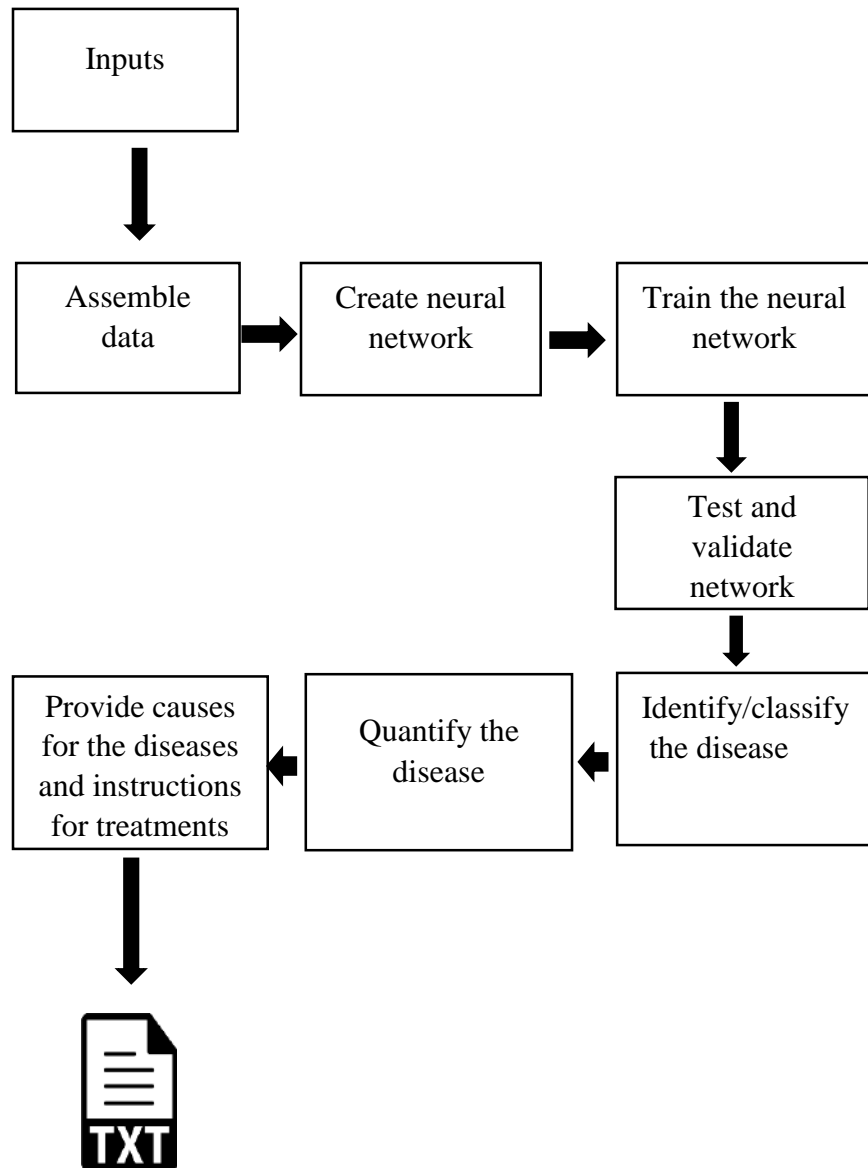 Inputs
Assemble
data
Create neural
network
Train the neural
network
Test and
validate
network
Identify/classify
the disease
Quantify the
disease
Provide causes
for the diseases
and instructions
for treatments
TXT